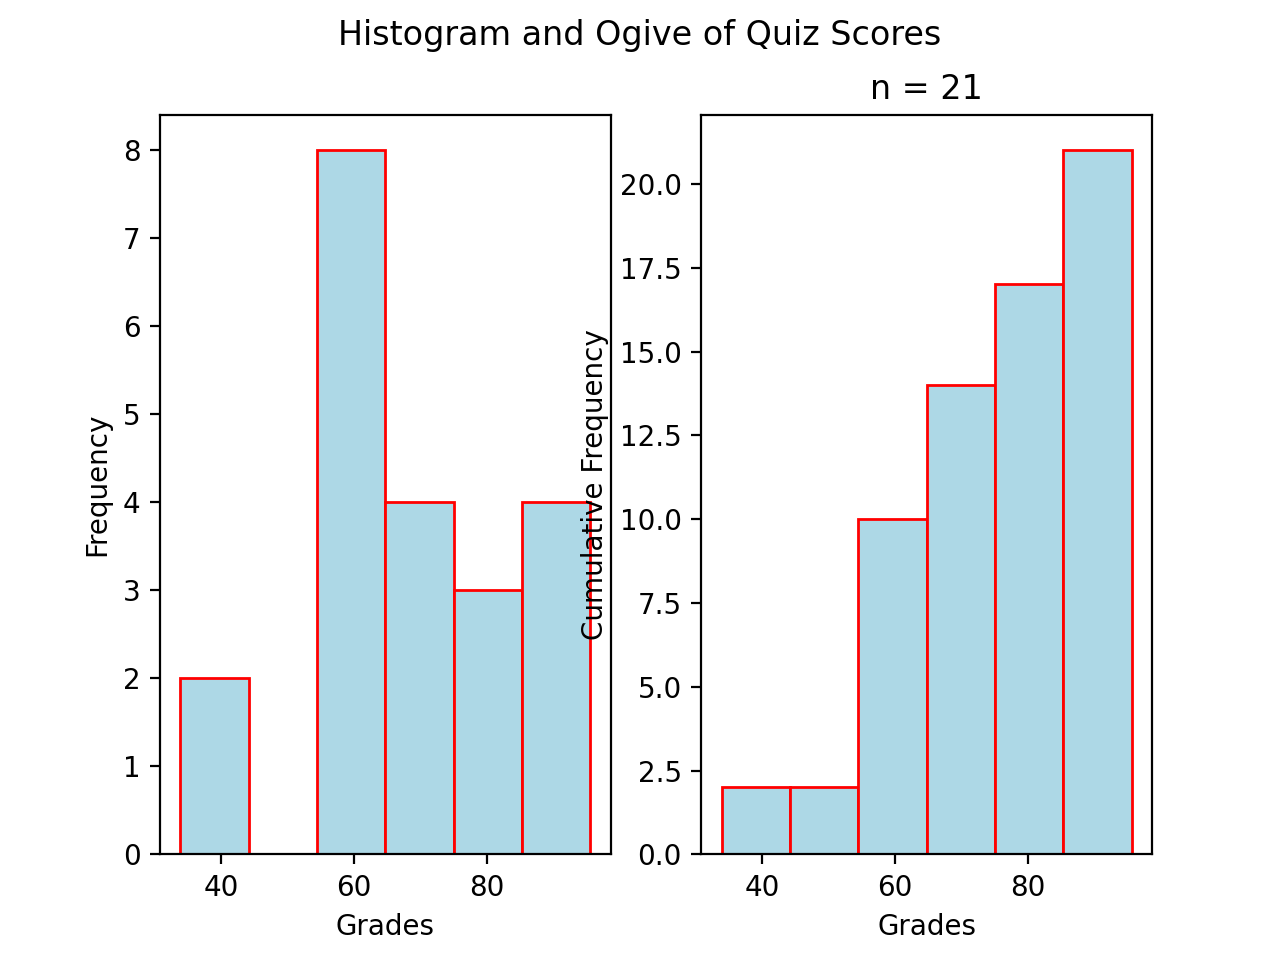 Histogram and Ogive of Quiz Scores
n = 21
8
7
6
5
4
3
2
1
0
Frequency
40 60 80
Grades
20.0
17.5
15.0
12.5
10.0
7.5
5.0
2.5
0.0
Cumulative Frequency
40 60 80
Grades